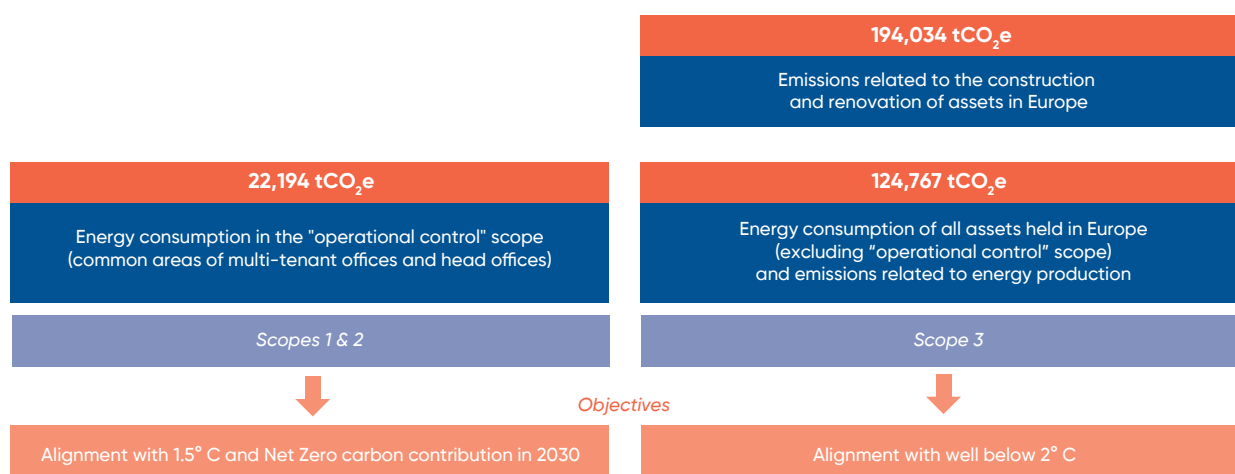 194,034 tCO₂e
Emissions related to the construction
and renovation of assets in Europe
22,194 tCO₂e
Energy consumption in the "operational control" scope
(common areas of multi-tenant offices and head offices)
124,767 tCO₂e
Energy consumption of all assets held in Europe
(excluding “operational control” scope)
and emissions related to energy production
Scopes 1 & 2
Scope 3
Objectives
Alignment with 1.5° C and Net Zero carbon contribution in 2030
Alignment with well below 2° C